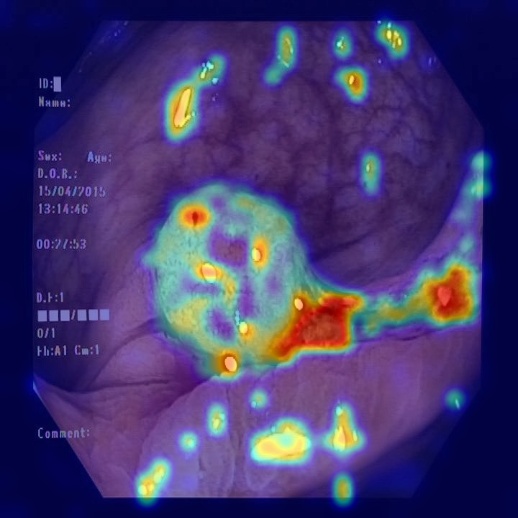 ID:
Name:
Sex: Age:
D.O.B.:
15/04/2015
13:14:46
00:27:53
D.F:1
0/1
Eh:A1 Cm:1
Comment: